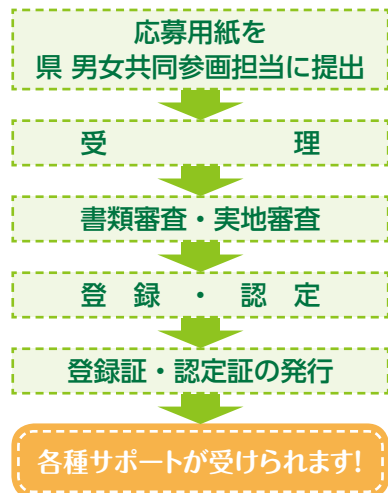 応募用紙を
県 男女共同参画担当に提出
受 理
書類審査・実地審査
登 録 ・ 認 定
登録証・認定証の発行
各種サポートが受けられます!